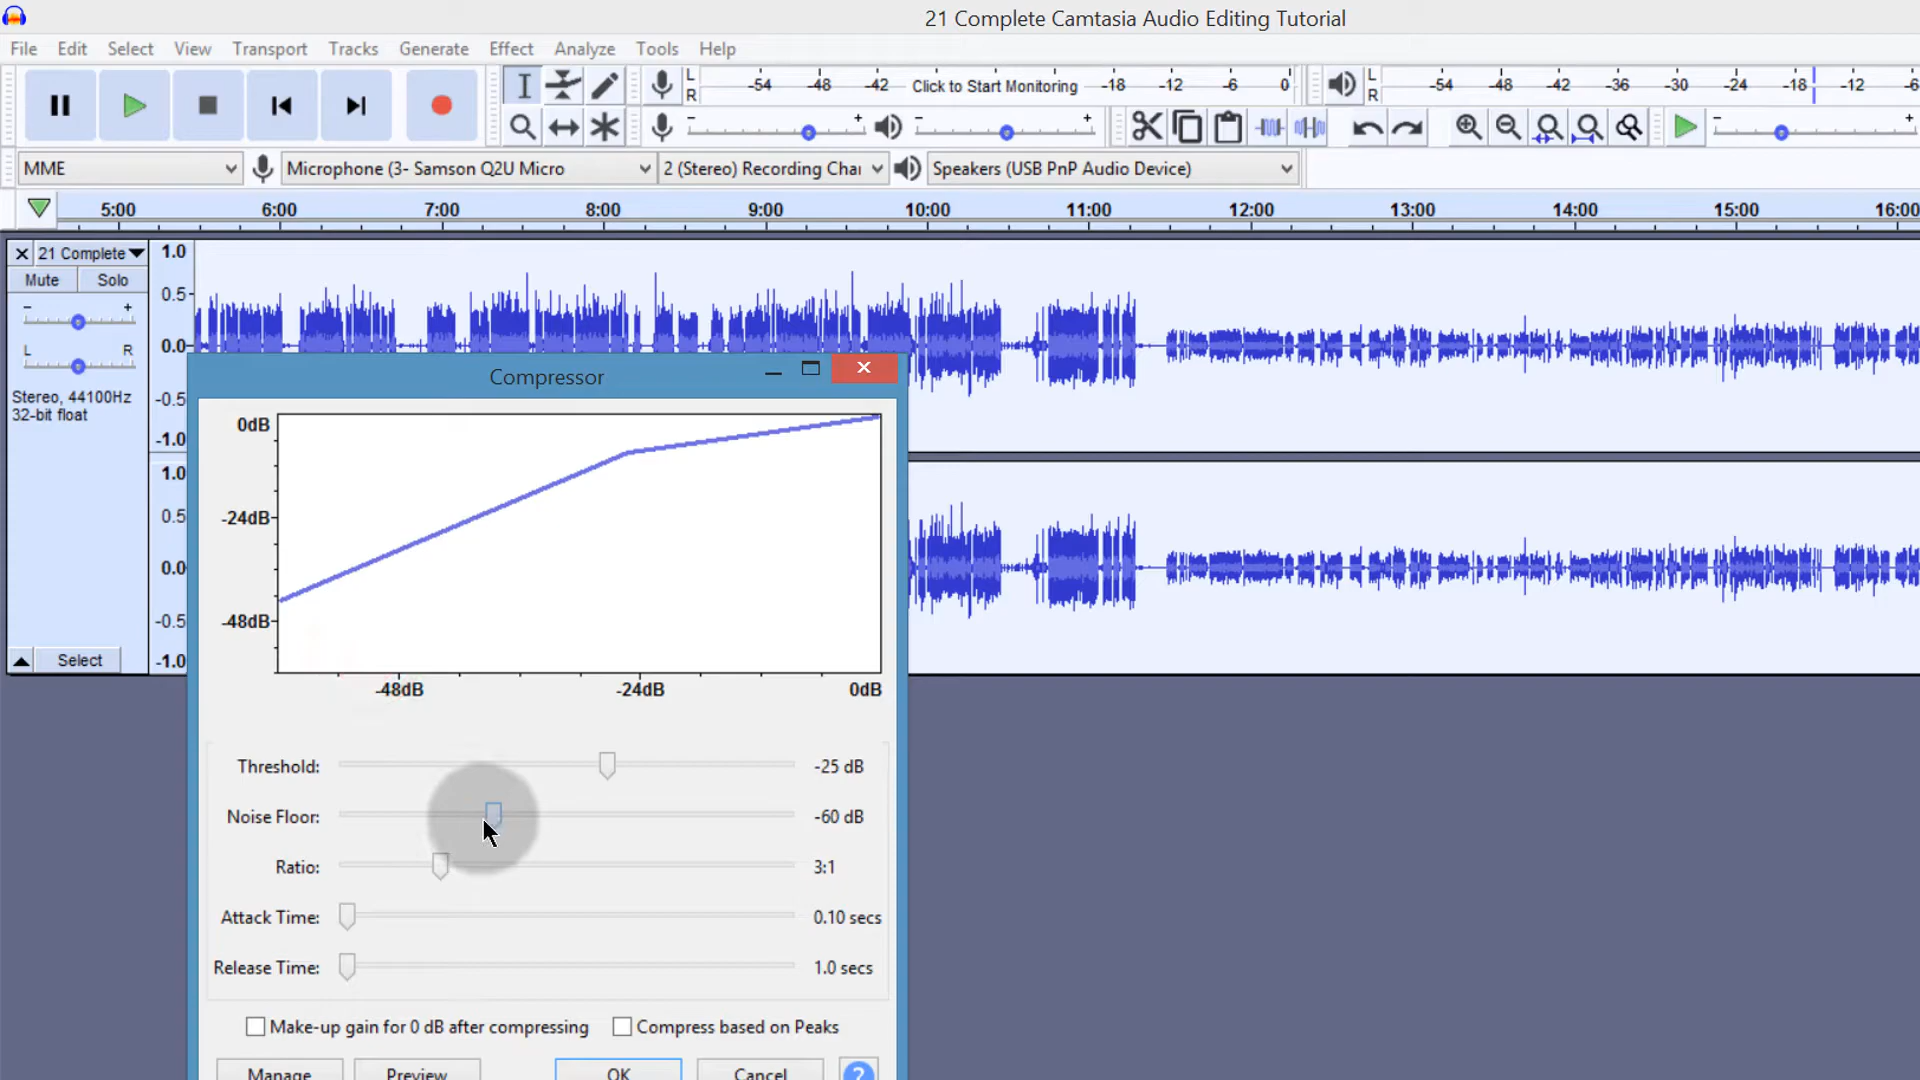 21 Complete Camtasia Audio Editing Tutorial
File Edit Select View Transport Tracks Generate Effect Analyze Tools Help
L R -54 -48 -42 Click to Start Monitoring -18 -12 -6 0 L R -54 -48 -42 -36 -30 -24 -18 -12 -6
- + - + - +
MME Microphone (3- Samson Q2U Micro 2 (Stereo) Recording Chai Speakers (USB PnP Audio Device)
5:00 6:00 7:00 8:00 9:00 10:00 11:00 12:00 13:00 14:00 15:00 16:00
21 Complete 1.0
Mute Solo
- + 0.5
L R 0.0
Stereo, 44100Hz -0.5
32-bit float
-1.0
1.0
0.5
0.0
-0.5
Select -1.0
Compressor
0dB
-24dB
-48dB
-48dB -24dB 0dB
Threshold: -25 dB
Noise Floor: -60 dB
Ratio: 3:1
Attack Time: 0.10 secs
Release Time: 1.0 secs
Make-up gain for 0 dB after compressing Compress based on Peaks
Manage Preview OK Cancel ?